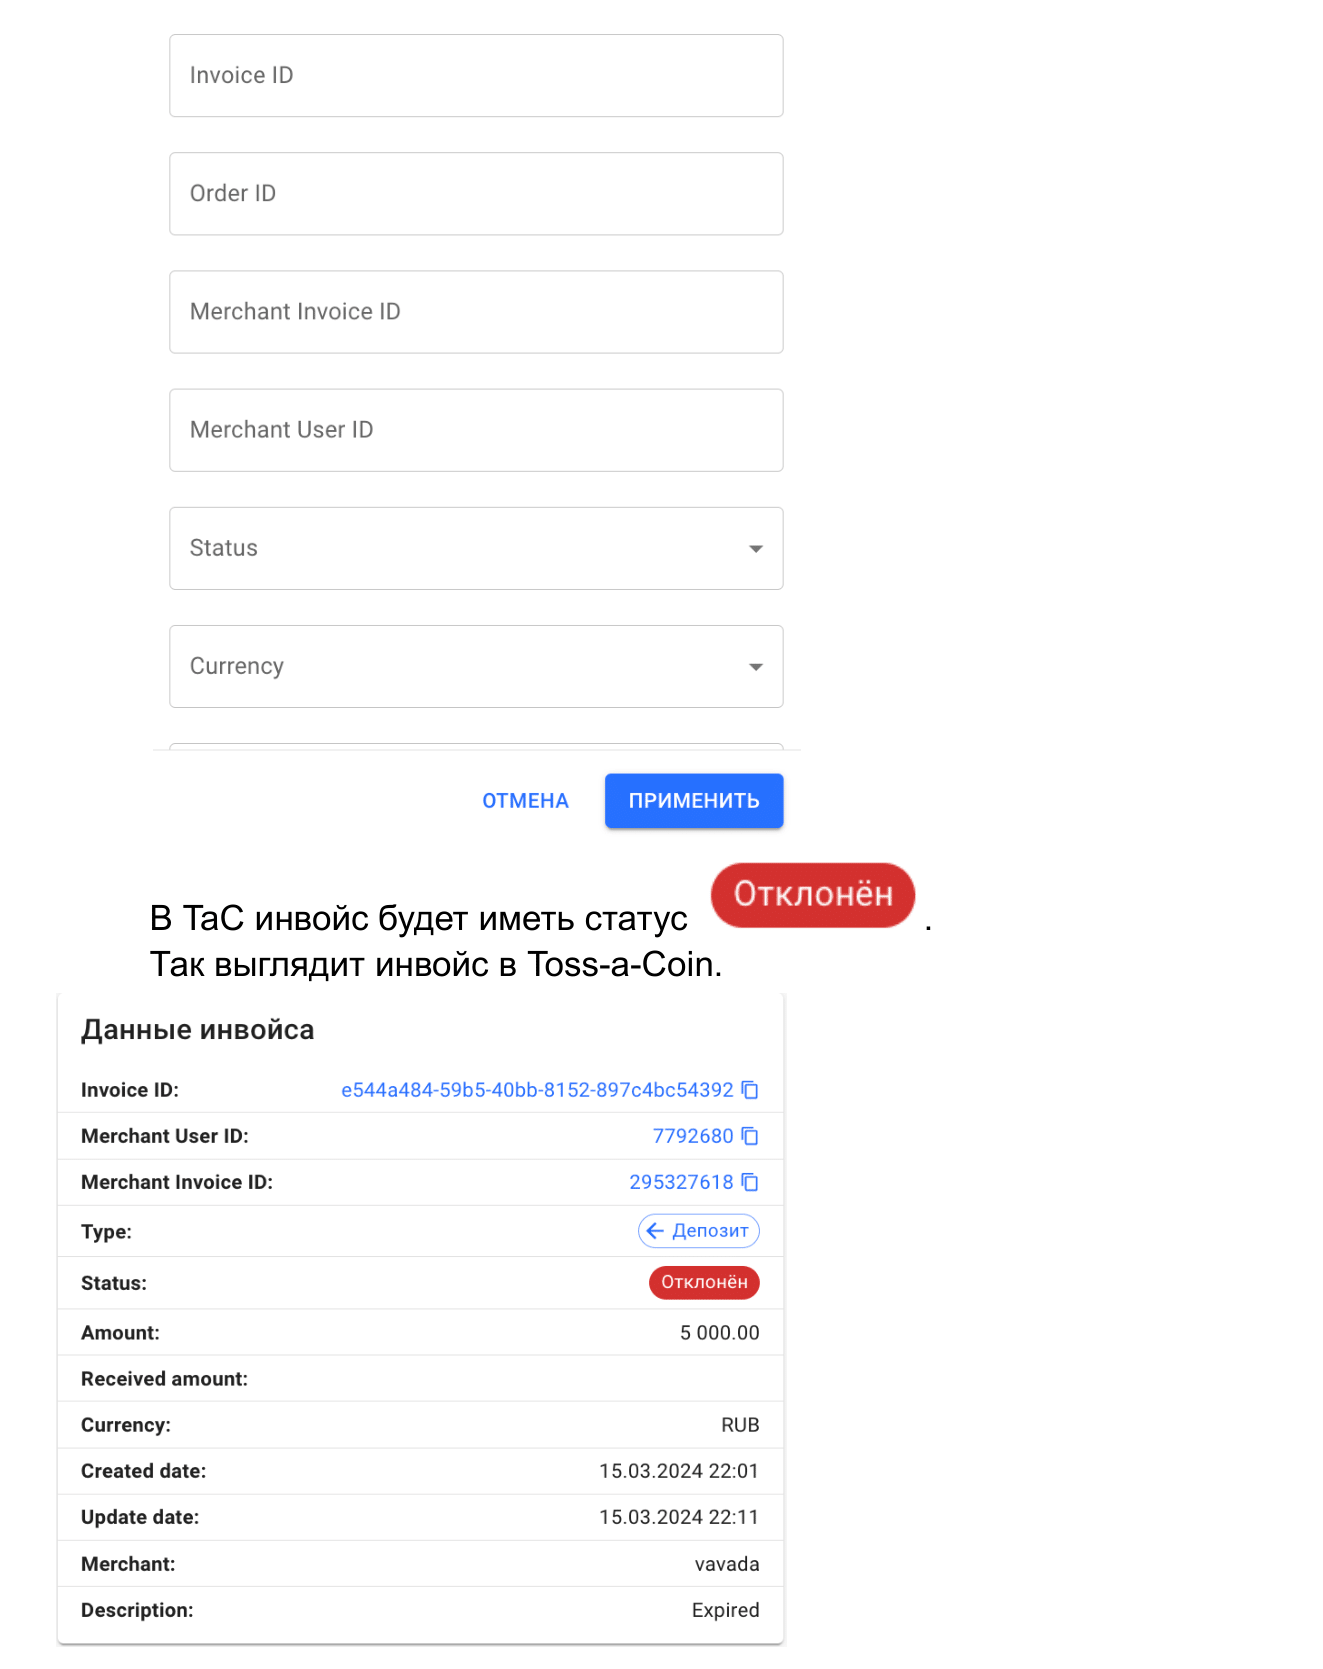 Invoice ID
Order ID
Merchant Invoice ID
Merchant User ID
Status
Currency
ОТМЕНА ПРИМЕНИТЬ
В ТаС инвойс будет иметь статус Отклонён .
Так выглядит инвойс в Toss-a-Coin.
Данные инвойса
Invoice ID: e544a484-59b5-40bb-8152-897c4bc54392
Merchant User ID: 7792680
Merchant Invoice ID: 295327618
Type: Депозит
Status: Отклонён
Amount: 5 000.00
Received amount:
Currency: RUB
Created date: 15.03.2024 22:01
Update date: 15.03.2024 22:11
Merchant: vavada
Description: Expired